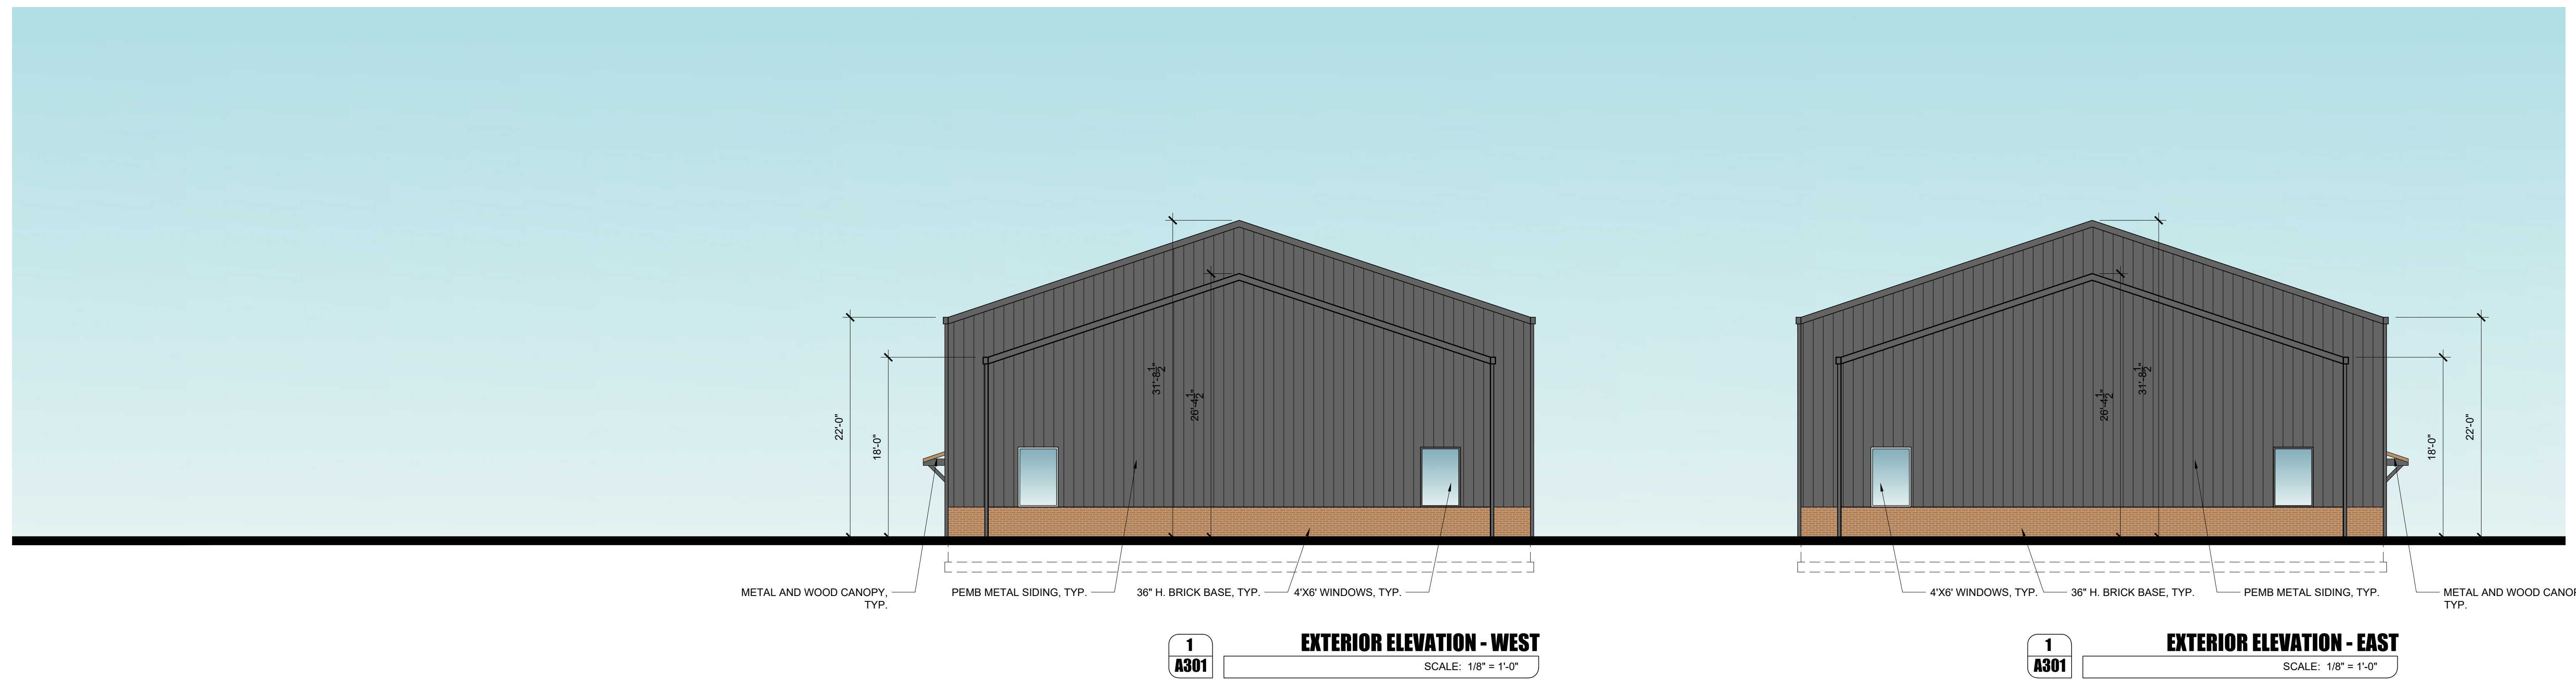 31'-8 1/2"
26'-4 1/2"
22'-0"
18'-0"
METAL AND WOOD CANOPY,
TYP.
PEMB METAL SIDING, TYP.
36" H. BRICK BASE, TYP.
4'X6' WINDOWS, TYP.
1
A301
EXTERIOR ELEVATION - WEST
SCALE: 1/8" = 1'-0"
26'-4 1/2"
31'-8 1/2"
18'-0"
22'-0"
4'X6' WINDOWS, TYP.
36" H. BRICK BASE, TYP.
PEMB METAL SIDING, TYP.
METAL AND WOOD CANOP
TYP.
1
A301
EXTERIOR ELEVATION - EAST
SCALE: 1/8" = 1'-0"